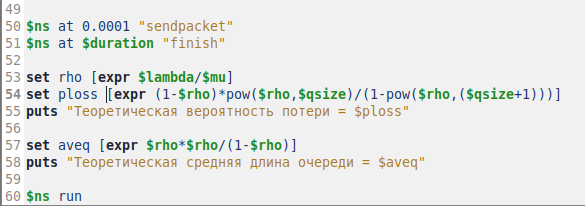 49
50 $ns at 0.0001 "sendpacket"
51 $ns at $duration "finish"
52
53 set rho [expr $lambda/$mu]
54 set ploss [expr (1-$rho)*pow($rho,$qsize)/(1-pow($rho,($qsize+1)))]
55 puts "Теоретическая вероятность потери = $ploss"
56
57 set aveq [expr $rho*$rho/(1-$rho)]
58 puts "Теоретическая средняя длина очереди = $aveq"
59
60 $ns run